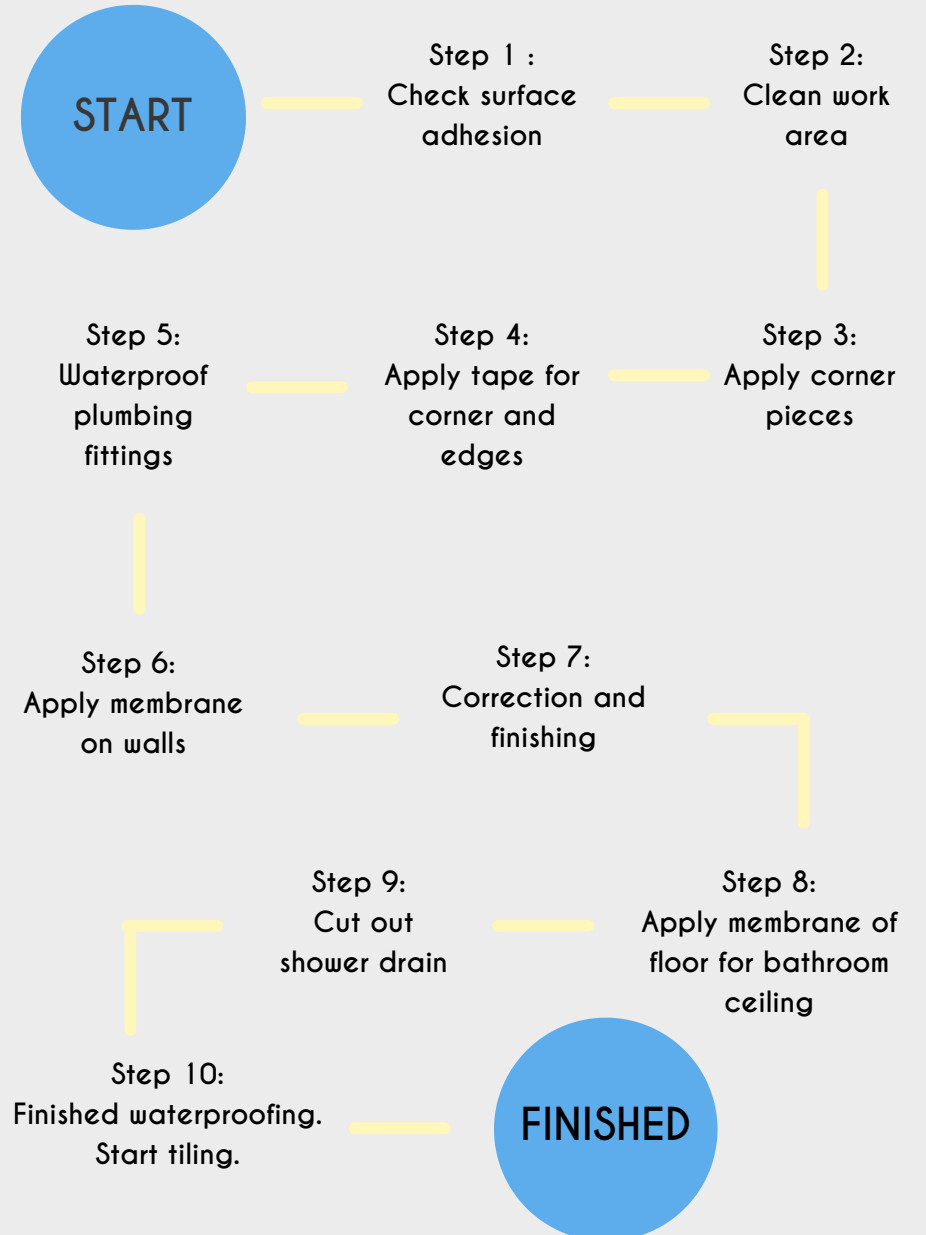 START
Step 1 :
Check surface
adhesion
Step 2:
Clean work
area
Step 3:
Apply corner
pieces
Step 4:
Apply tape for
corner and
edges
Step 5:
Waterproof
plumbing
fittings
Step 6:
Apply membrane
on walls
Step 7:
Correction and
finishing
Step 8:
Apply membrane of
floor for bathroom
ceiling
Step 9:
Cut out
shower drain
Step 10:
Finished waterproofing.
Start tiling.
FINISHED